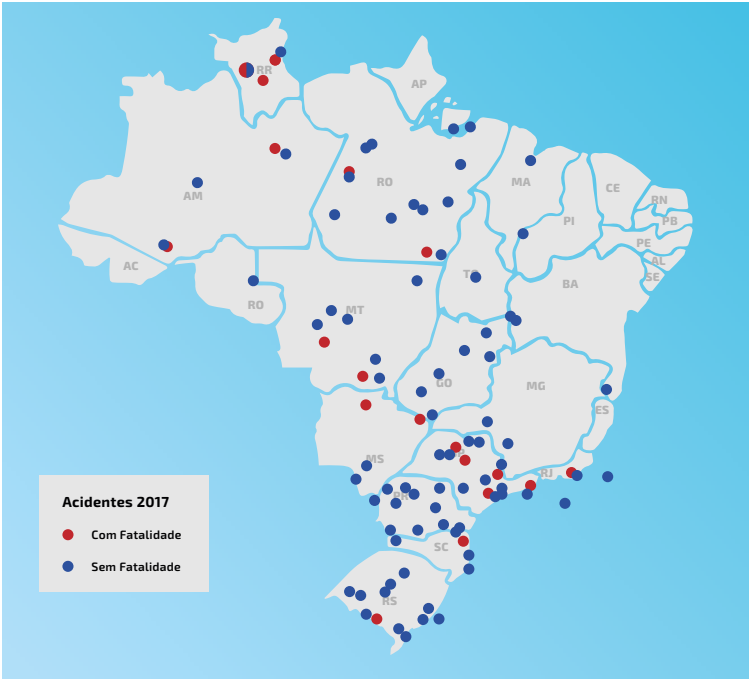 RR
AP
AM
RO
MA
CE
RN
PI
PB
PE
AC
AL
TO
SE
BA
RO
MT
GO
MG
ES
SP
MS
RJ
PR
SC
RS
Acidentes 2017
Com Fatalidade
Sem Fatalidade